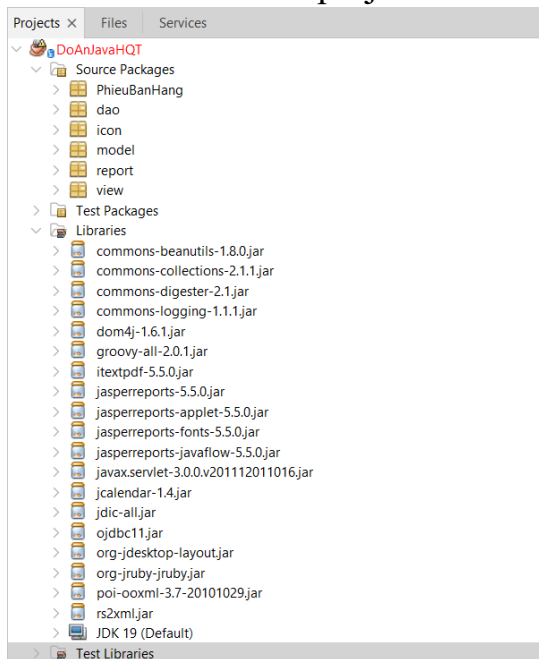 Projects × Files Services
DoAnJavaHQT
Source Packages
PhieuBanHang
dao
icon
model
report
view
Test Packages
Libraries
commons-beanutils-1.8.0.jar
commons-collections-2.1.1.jar
commons-digester-2.1.jar
commons-logging-1.1.1.jar
dom4j-1.6.1.jar
groovy-all-2.0.1.jar
itextpdf-5.5.0.jar
jasperreports-5.5.0.jar
jasperreports-applet-5.5.0.jar
jasperreports-fonts-5.5.0.jar
jasperreports-javaflow-5.5.0.jar
javax.servlet-3.0.0.v201112011016.jar
jcalendar-1.4.jar
jdic-all.jar
ojdbc11.jar
org-jdesktop-layout.jar
org-jruby-jruby.jar
poi-ooxml-3.7-20101029.jar
rs2xml.jar
JDK 19 (Default)
Test Libraries